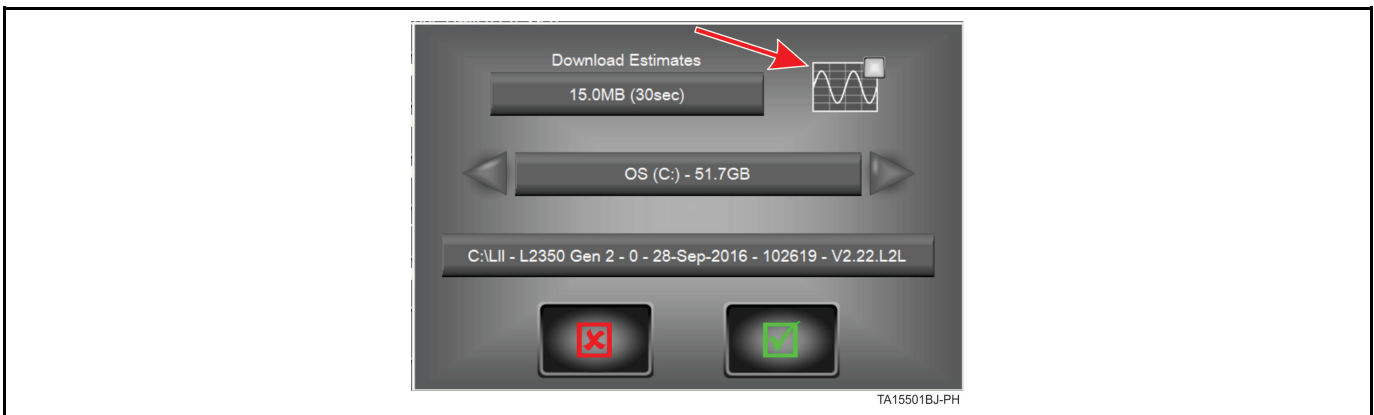 Download Estimates
15.0MB (30sec)
OS (C:) - 51.7GB
C:\LII - L2350 Gen 2 - 0 - 28-Sep-2016 - 102619 - V2.22.L2L
TA15501BJ-PH